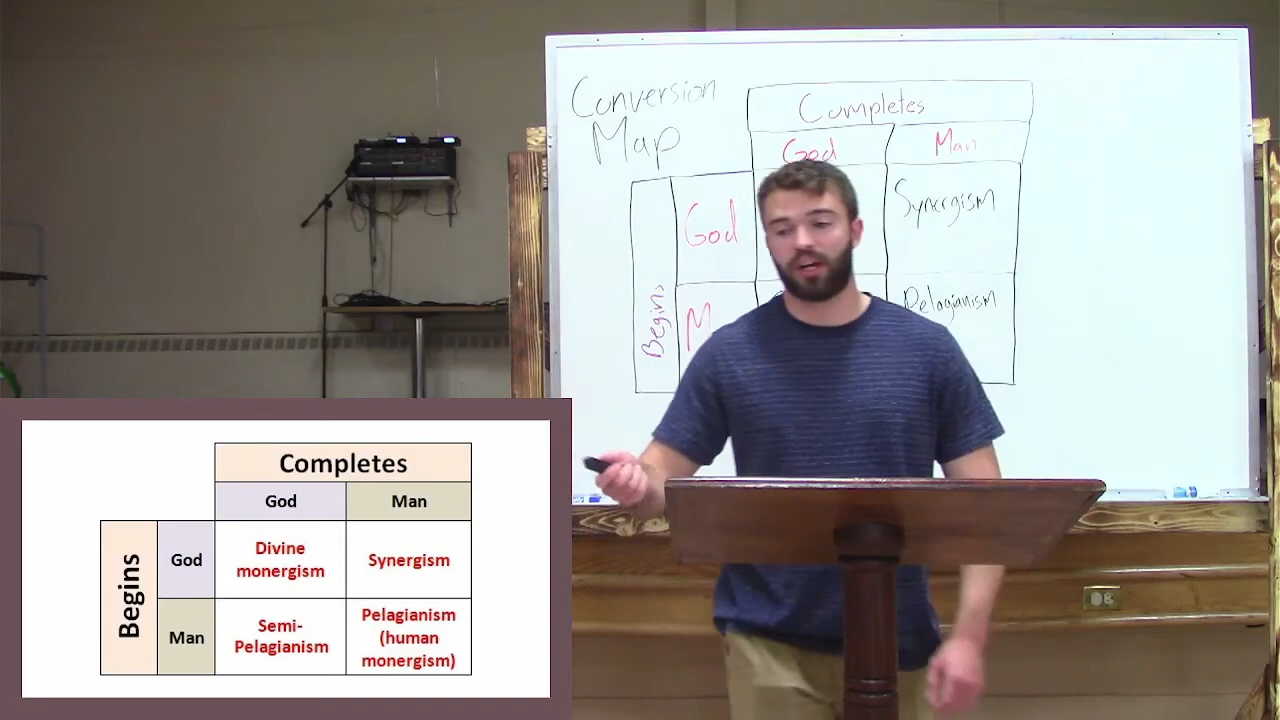 Conversion
Map
Completes
God
Man
God
Synergism
Begins
M
Pelagianism
Completes
God
Man
Begins
God
Divine
monergism
Synergism
Man
Semi-
Pelagianism
Pelagianism
(human
monergism)